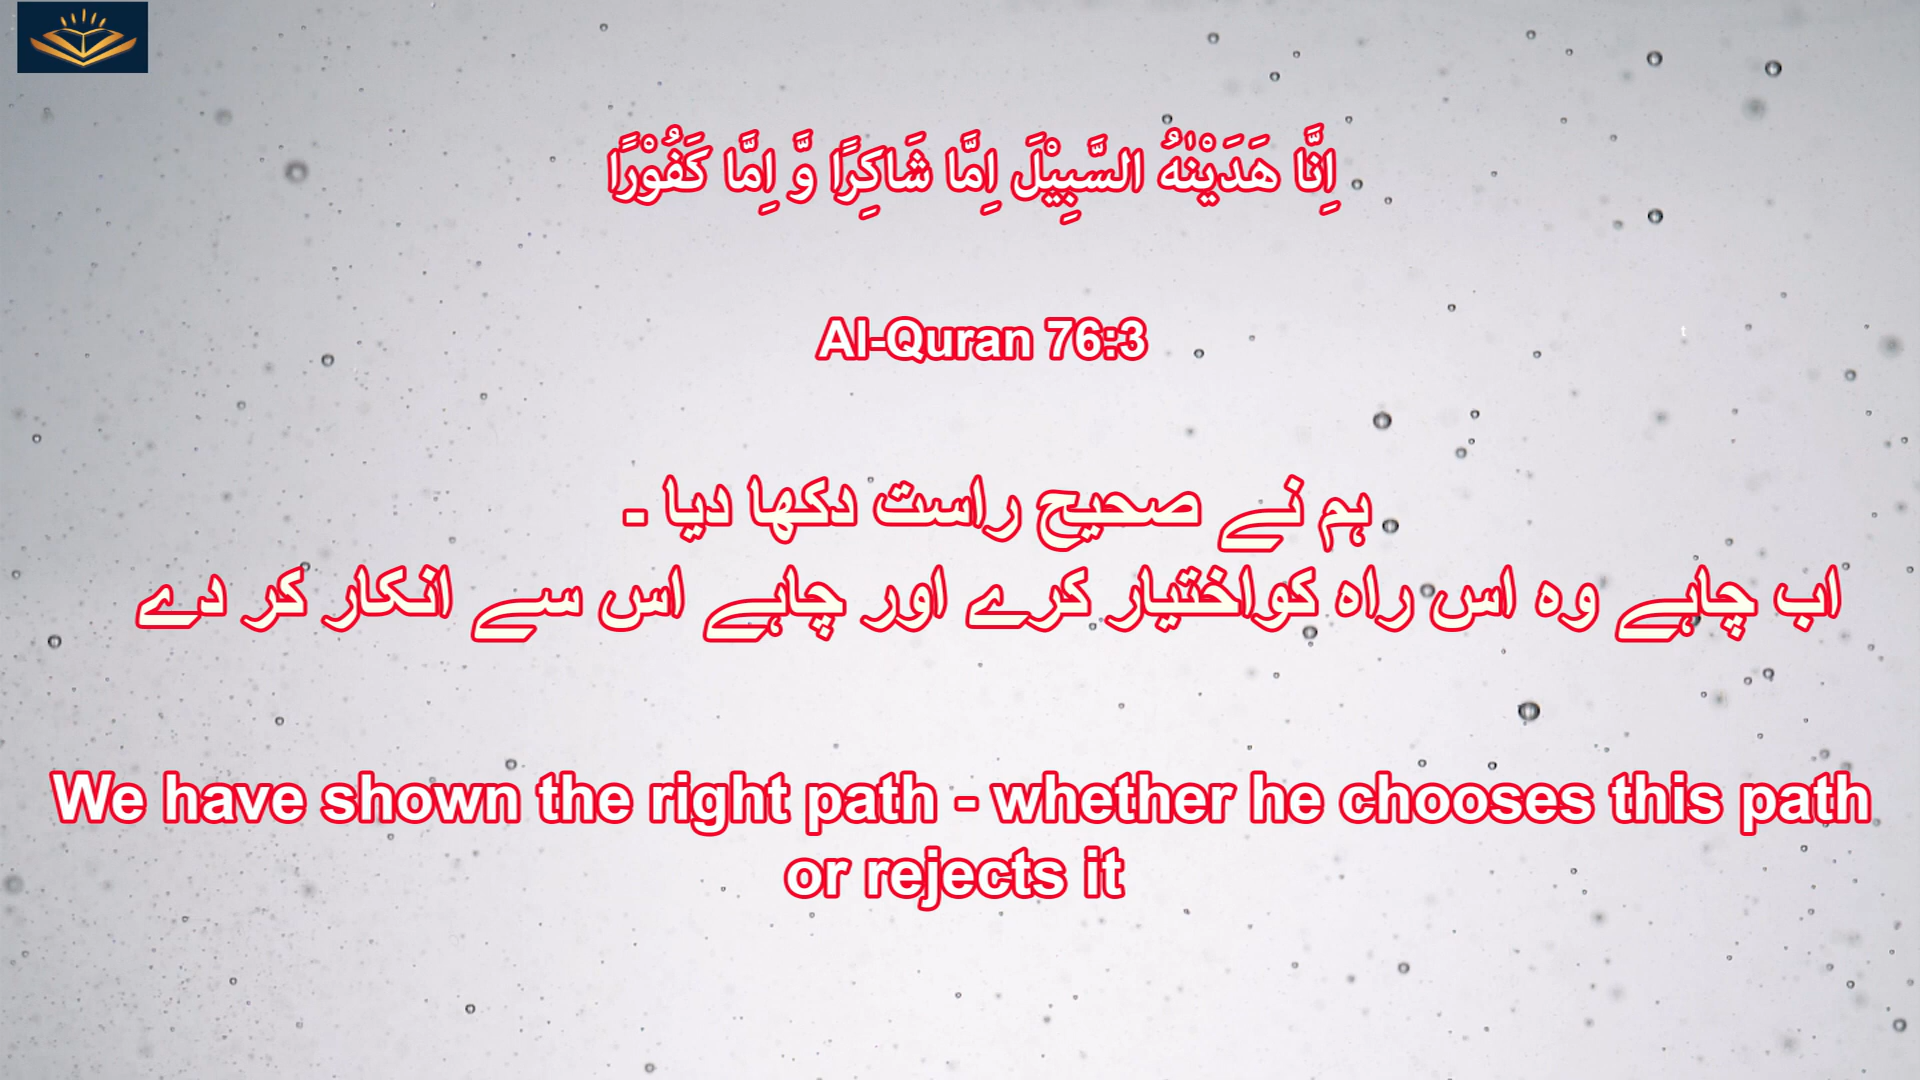 اِنَّا هَدَيْنٰهُ السَّبِيْلَ اِمَّا شَاكِرًا وَّ اِمَّا كَفُوْرًا
Al-Quran 76:3
ہم نے صحیح راست دکھا دیا ۔
اب چاہے وہ اس راہ کواختیار کرے اور چاہے اس سے انکار کر دے
We have shown the right path - whether he chooses this path
or rejects it